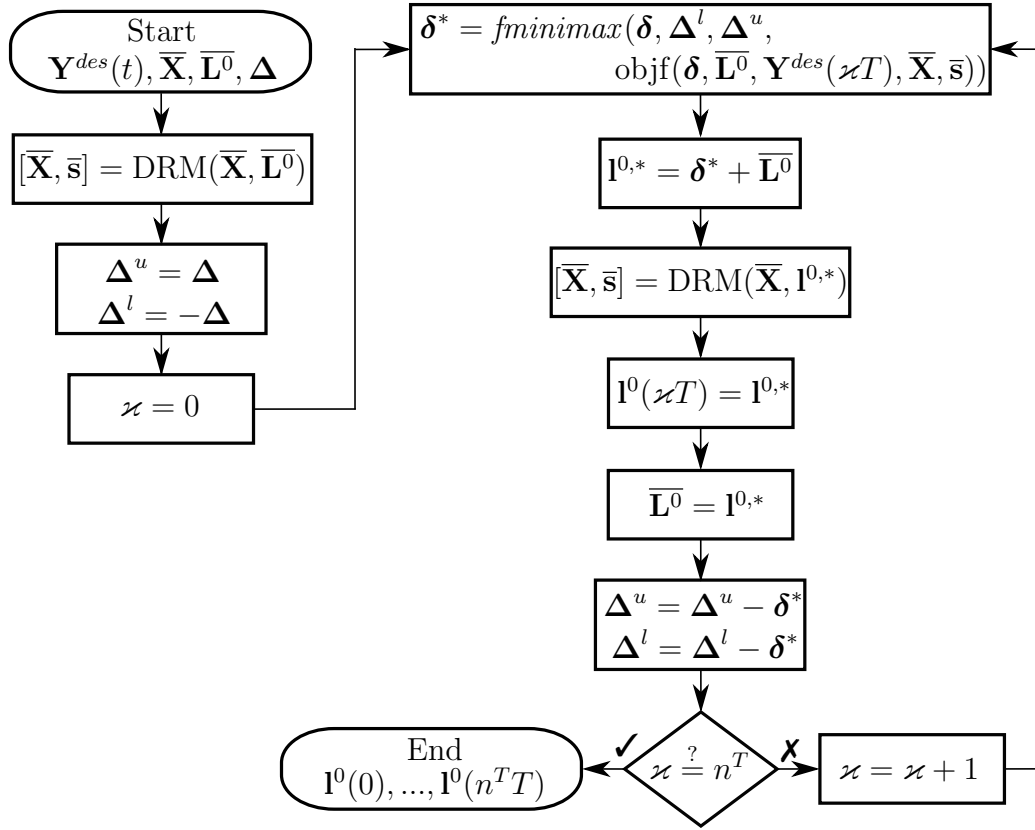 Start
𝐘^{des}(t), \overline{𝐗}, \overline{𝐋^0}, 𝚫
[\overline{𝐗}, \overline{𝐬}] = DRM(\overline{𝐗}, \overline{𝐋^0})
𝚫^u = 𝚫
𝚫^l = −𝚫
ϰ = 0
𝜹^* = fminimax(𝜹, 𝚫^l, 𝚫^u,
objf(𝜹, \overline{𝐋^0}, 𝐘^{des}(ϰT), \overline{𝐗}, \overline{𝐬}))
𝐥^{0,*} = 𝜹^* + \overline{𝐋^0}
[\overline{𝐗}, \overline{𝐬}] = DRM(\overline{𝐗}, 𝐥^{0,*})
𝐥^0(ϰT) = 𝐥^{0,*}
\overline{𝐋^0} = 𝐥^{0,*}
𝚫^u = 𝚫^u − 𝜹^*
𝚫^l = 𝚫^l − 𝜹^*
ϰ ≟ n^T
✓
✗
End
𝐥^0(0), ..., 𝐥^0(n^T T)
ϰ = ϰ + 1